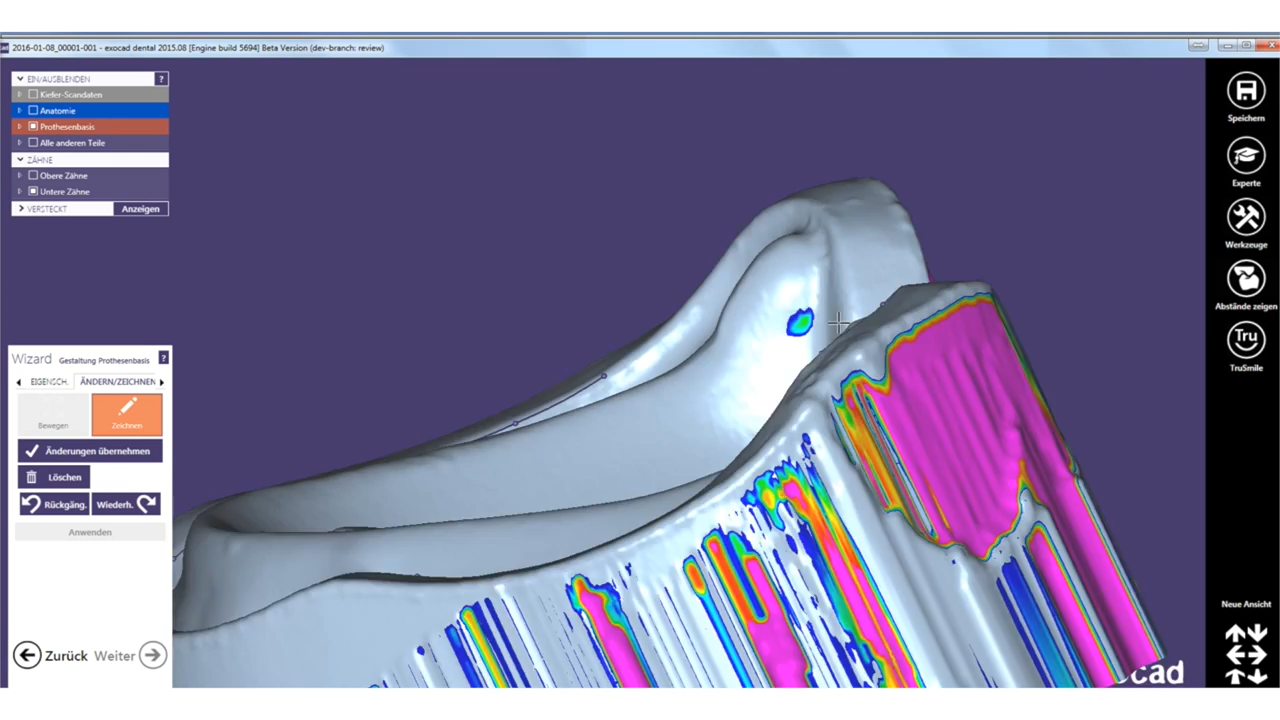 2016-01-08_00001-001 - exocad dental 2015.08 [Engine build 5694] Beta Version (dev-branch: review)
EIN/AUSBLENDEN ?
Kiefer-Scandaten
Anatomie
Prothesenbasis
Alle anderen Teile
ZÄHNE
Obere Zähne
Untere Zähne
VERSTECKT Anzeigen
Wizard Gestaltung Prothesenbasis ?
EIGENSCH. ÄNDERN/ZEICHNEN
Bewegen Zeichnen
Änderungen übernehmen
Löschen
Rückgäng. Wiederh.
Anwenden
Zurück Weiter
Speichern
Experte
Werkzeuge
Abstände zeigen
Tru
TruSmile
Neue Ansicht
cad